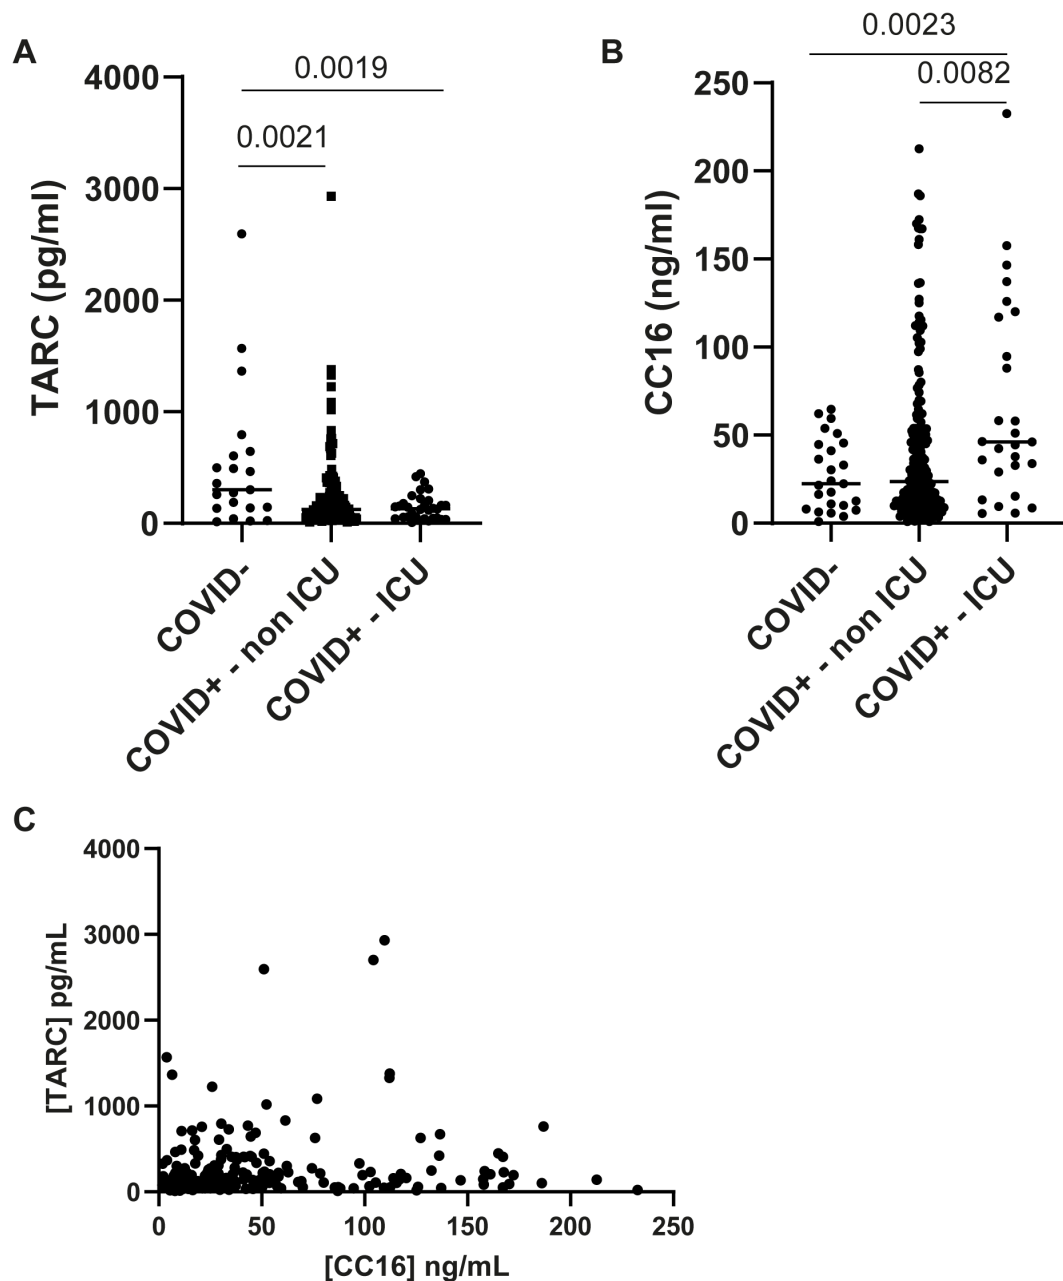 A
0.0019
0.0021
4000
3000
2000
1000
0
TARC (pg/ml)
COVID-
COVID+ - non ICU
COVID+ - ICU
B
0.0023
0.0082
250
200
150
100
50
0
CC16 (ng/ml)
COVID-
COVID+ - non ICU
COVID+ - ICU
C
4000
3000
2000
1000
0
[TARC] pg/mL
0 50 100 150 200 250
[CC16] ng/mL